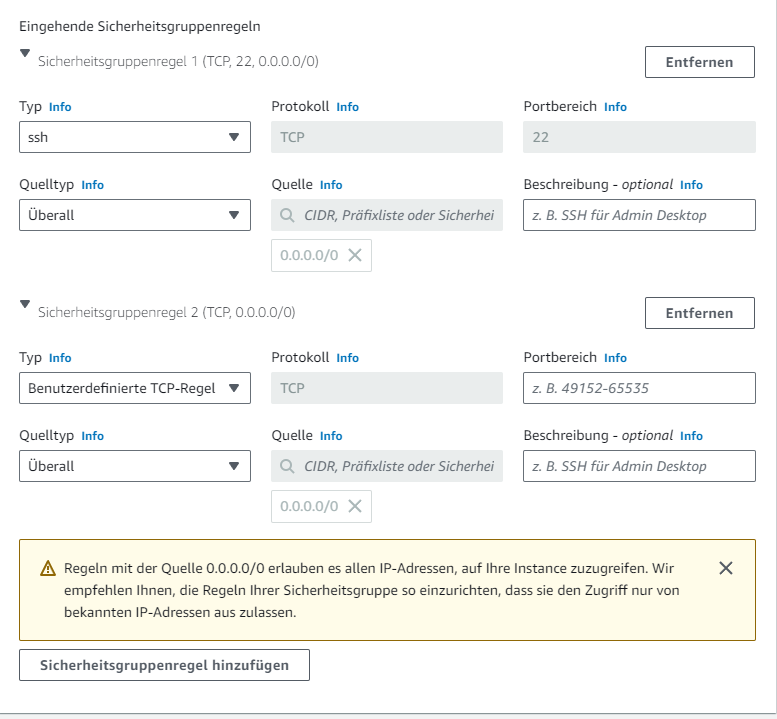 Eingehende Sicherheitsgruppenregeln
Sicherheitsgruppenregel 1 (TCP, 22, 0.0.0.0/0)
Entfernen
Typ Info
Protokoll Info
Portbereich Info
ssh
TCP
22
Quelltyp Info
Quelle Info
Beschreibung - optional Info
Überall
CIDR, Präfixliste oder Sicherhei
z. B. SSH für Admin Desktop
0.0.0.0/0
Sicherheitsgruppenregel 2 (TCP, 0.0.0.0/0)
Entfernen
Typ Info
Protokoll Info
Portbereich Info
Benutzerdefinierte TCP-Regel
TCP
z. B. 49152-65535
Quelltyp Info
Quelle Info
Beschreibung - optional Info
Überall
CIDR, Präfixliste oder Sicherhei
z. B. SSH für Admin Desktop
0.0.0.0/0
Regeln mit der Quelle 0.0.0.0/0 erlauben es allen IP-Adressen, auf Ihre Instance zuzugreifen. Wir
empfehlen Ihnen, die Regeln Ihrer Sicherheitsgruppe so einzurichten, dass sie den Zugriff nur von
bekannten IP-Adressen aus zulassen.
Sicherheitsgruppenregel hinzufügen